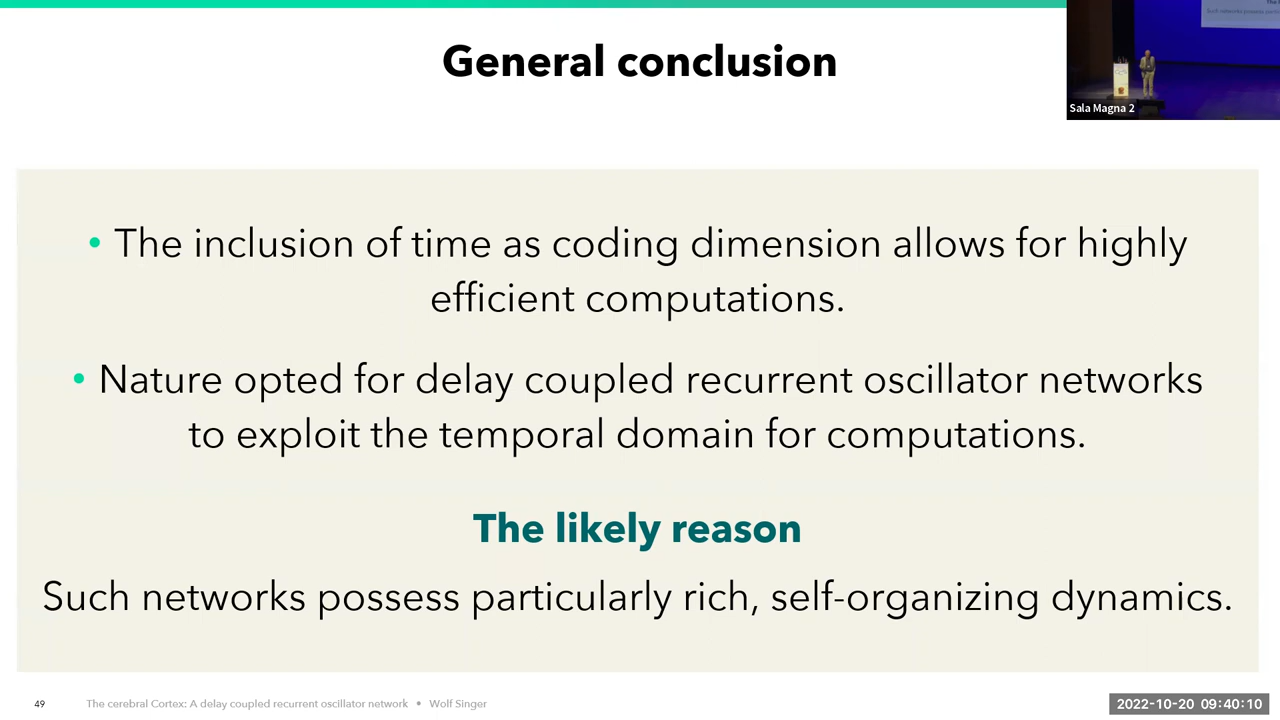 General conclusion
Sala Magna 2
• The inclusion of time as coding dimension allows for highly
efficient computations.
• Nature opted for delay coupled recurrent oscillator networks
to exploit the temporal domain for computations.
The likely reason
Such networks possess particularly rich, self-organizing dynamics.
49
The cerebral Cortex: A delay coupled recurrent oscillator network • Wolf Singer
2022-10-20 09:40:10